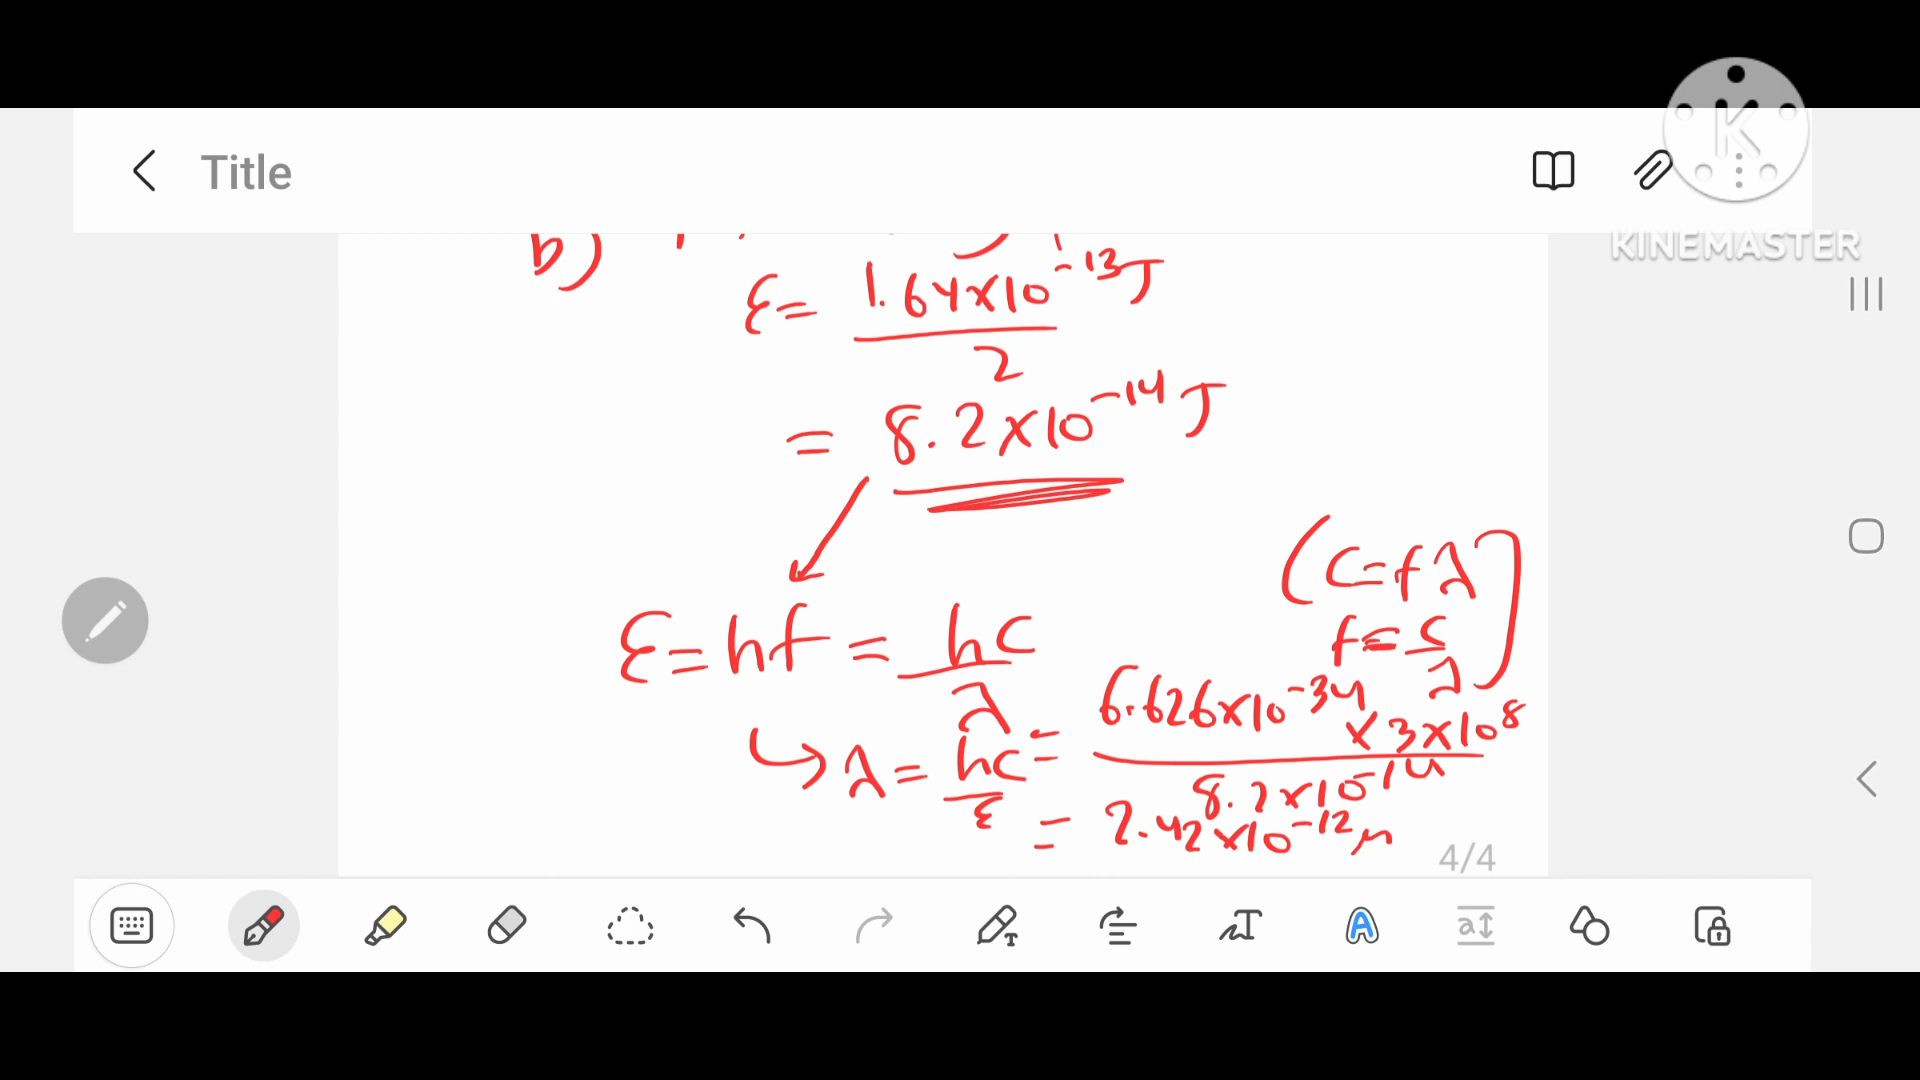 Title
KINEMASTER
b)
ε = 1.64×10⁻¹³ J
2
= 8.2×10⁻¹⁴ J
(c = fλ
f = c/λ)
ε = hf = hc/λ
λ = hc/ε = 6.626×10⁻³⁴ × 3×10⁸
8.2×10⁻¹⁴
= 2.42×10⁻¹² m
4/4